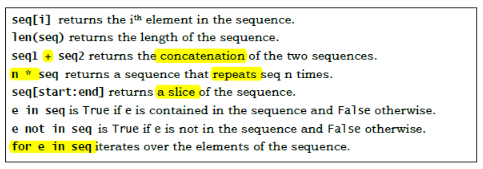 seq[i] returns the iᵗʰ element in the sequence.
len(seq) returns the length of the sequence.
seq1 + seq2 returns the concatenation of the two sequences.
n * seq returns a sequence that repeats seq n times.
seq[start:end] returns a slice of the sequence.
e in seq is True if e is contained in the sequence and False otherwise.
e not in seq is True if e is not in the sequence and False otherwise.
for e in seq iterates over the elements of the sequence.